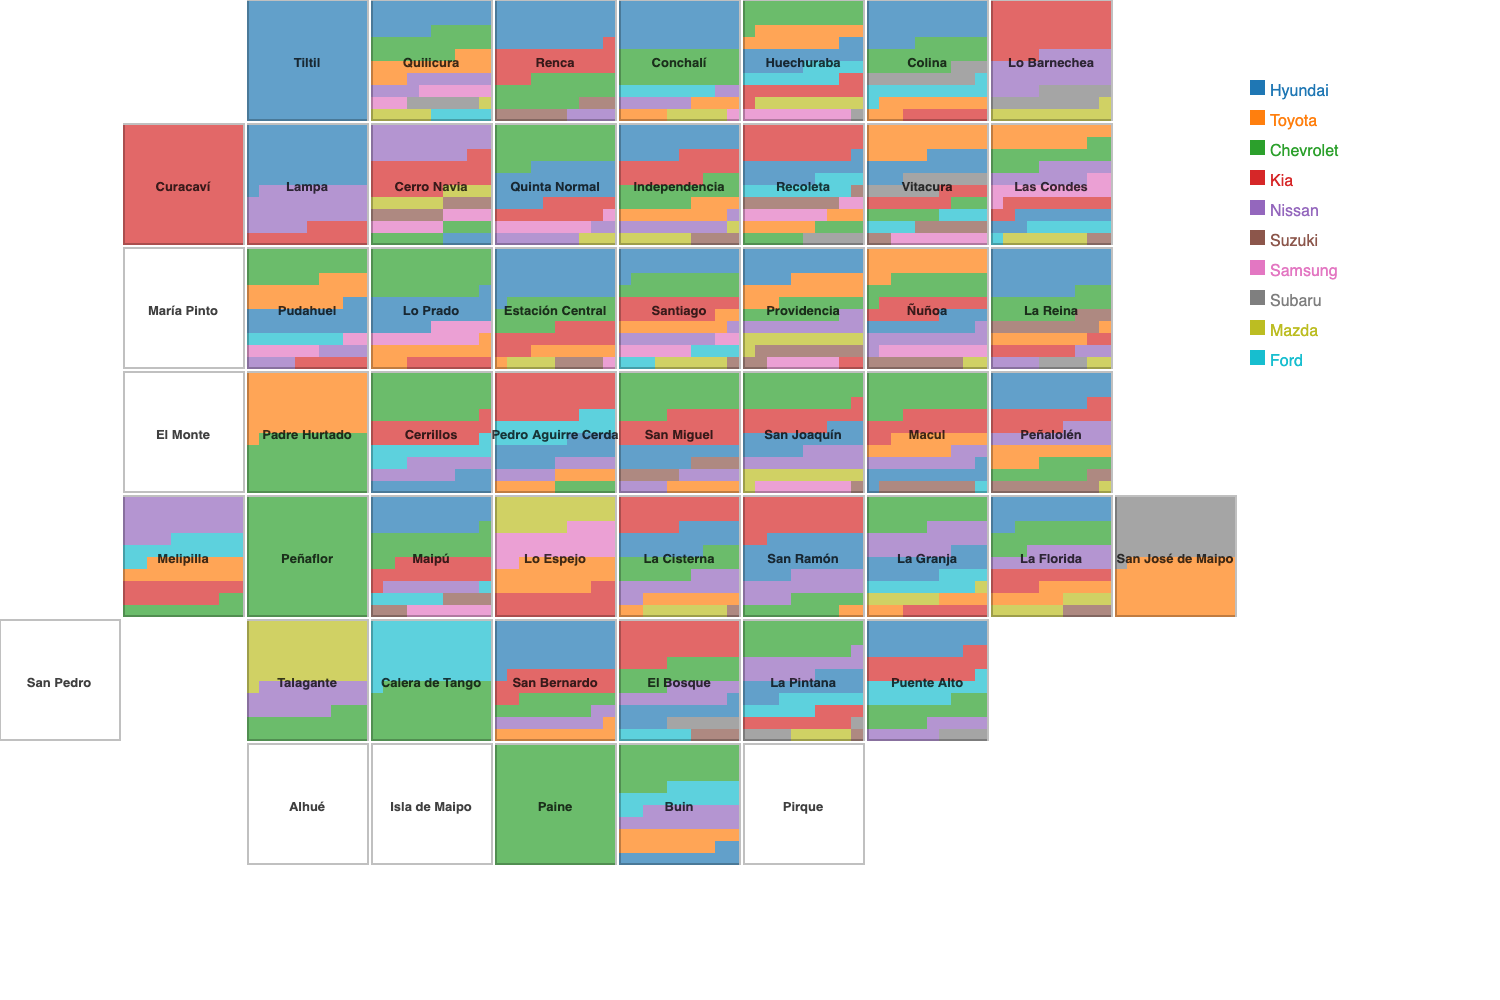 Tiltil
Quilicura
Renca
Conchalí
Huechuraba
Colina
Lo Barnechea
Curacaví
Lampa
Cerro Navia
Quinta Normal
Independencia
Recoleta
Vitacura
Las Condes
María Pinto
Pudahuel
Lo Prado
Estación Central
Santiago
Providencia
Ñuñoa
La Reina
El Monte
Padre Hurtado
Cerrillos
Pedro Aguirre Cerda
San Miguel
San Joaquín
Macul
Peñalolén
Melipilla
Peñaflor
Maipú
Lo Espejo
La Cisterna
San Ramón
La Granja
La Florida
San José de Maipo
San Pedro
Talagante
Calera de Tango
San Bernardo
El Bosque
La Pintana
Puente Alto
Alhué
Isla de Maipo
Paine
Buin
Pirque
Hyundai
Toyota
Chevrolet
Kia
Nissan
Suzuki
Samsung
Subaru
Mazda
Ford